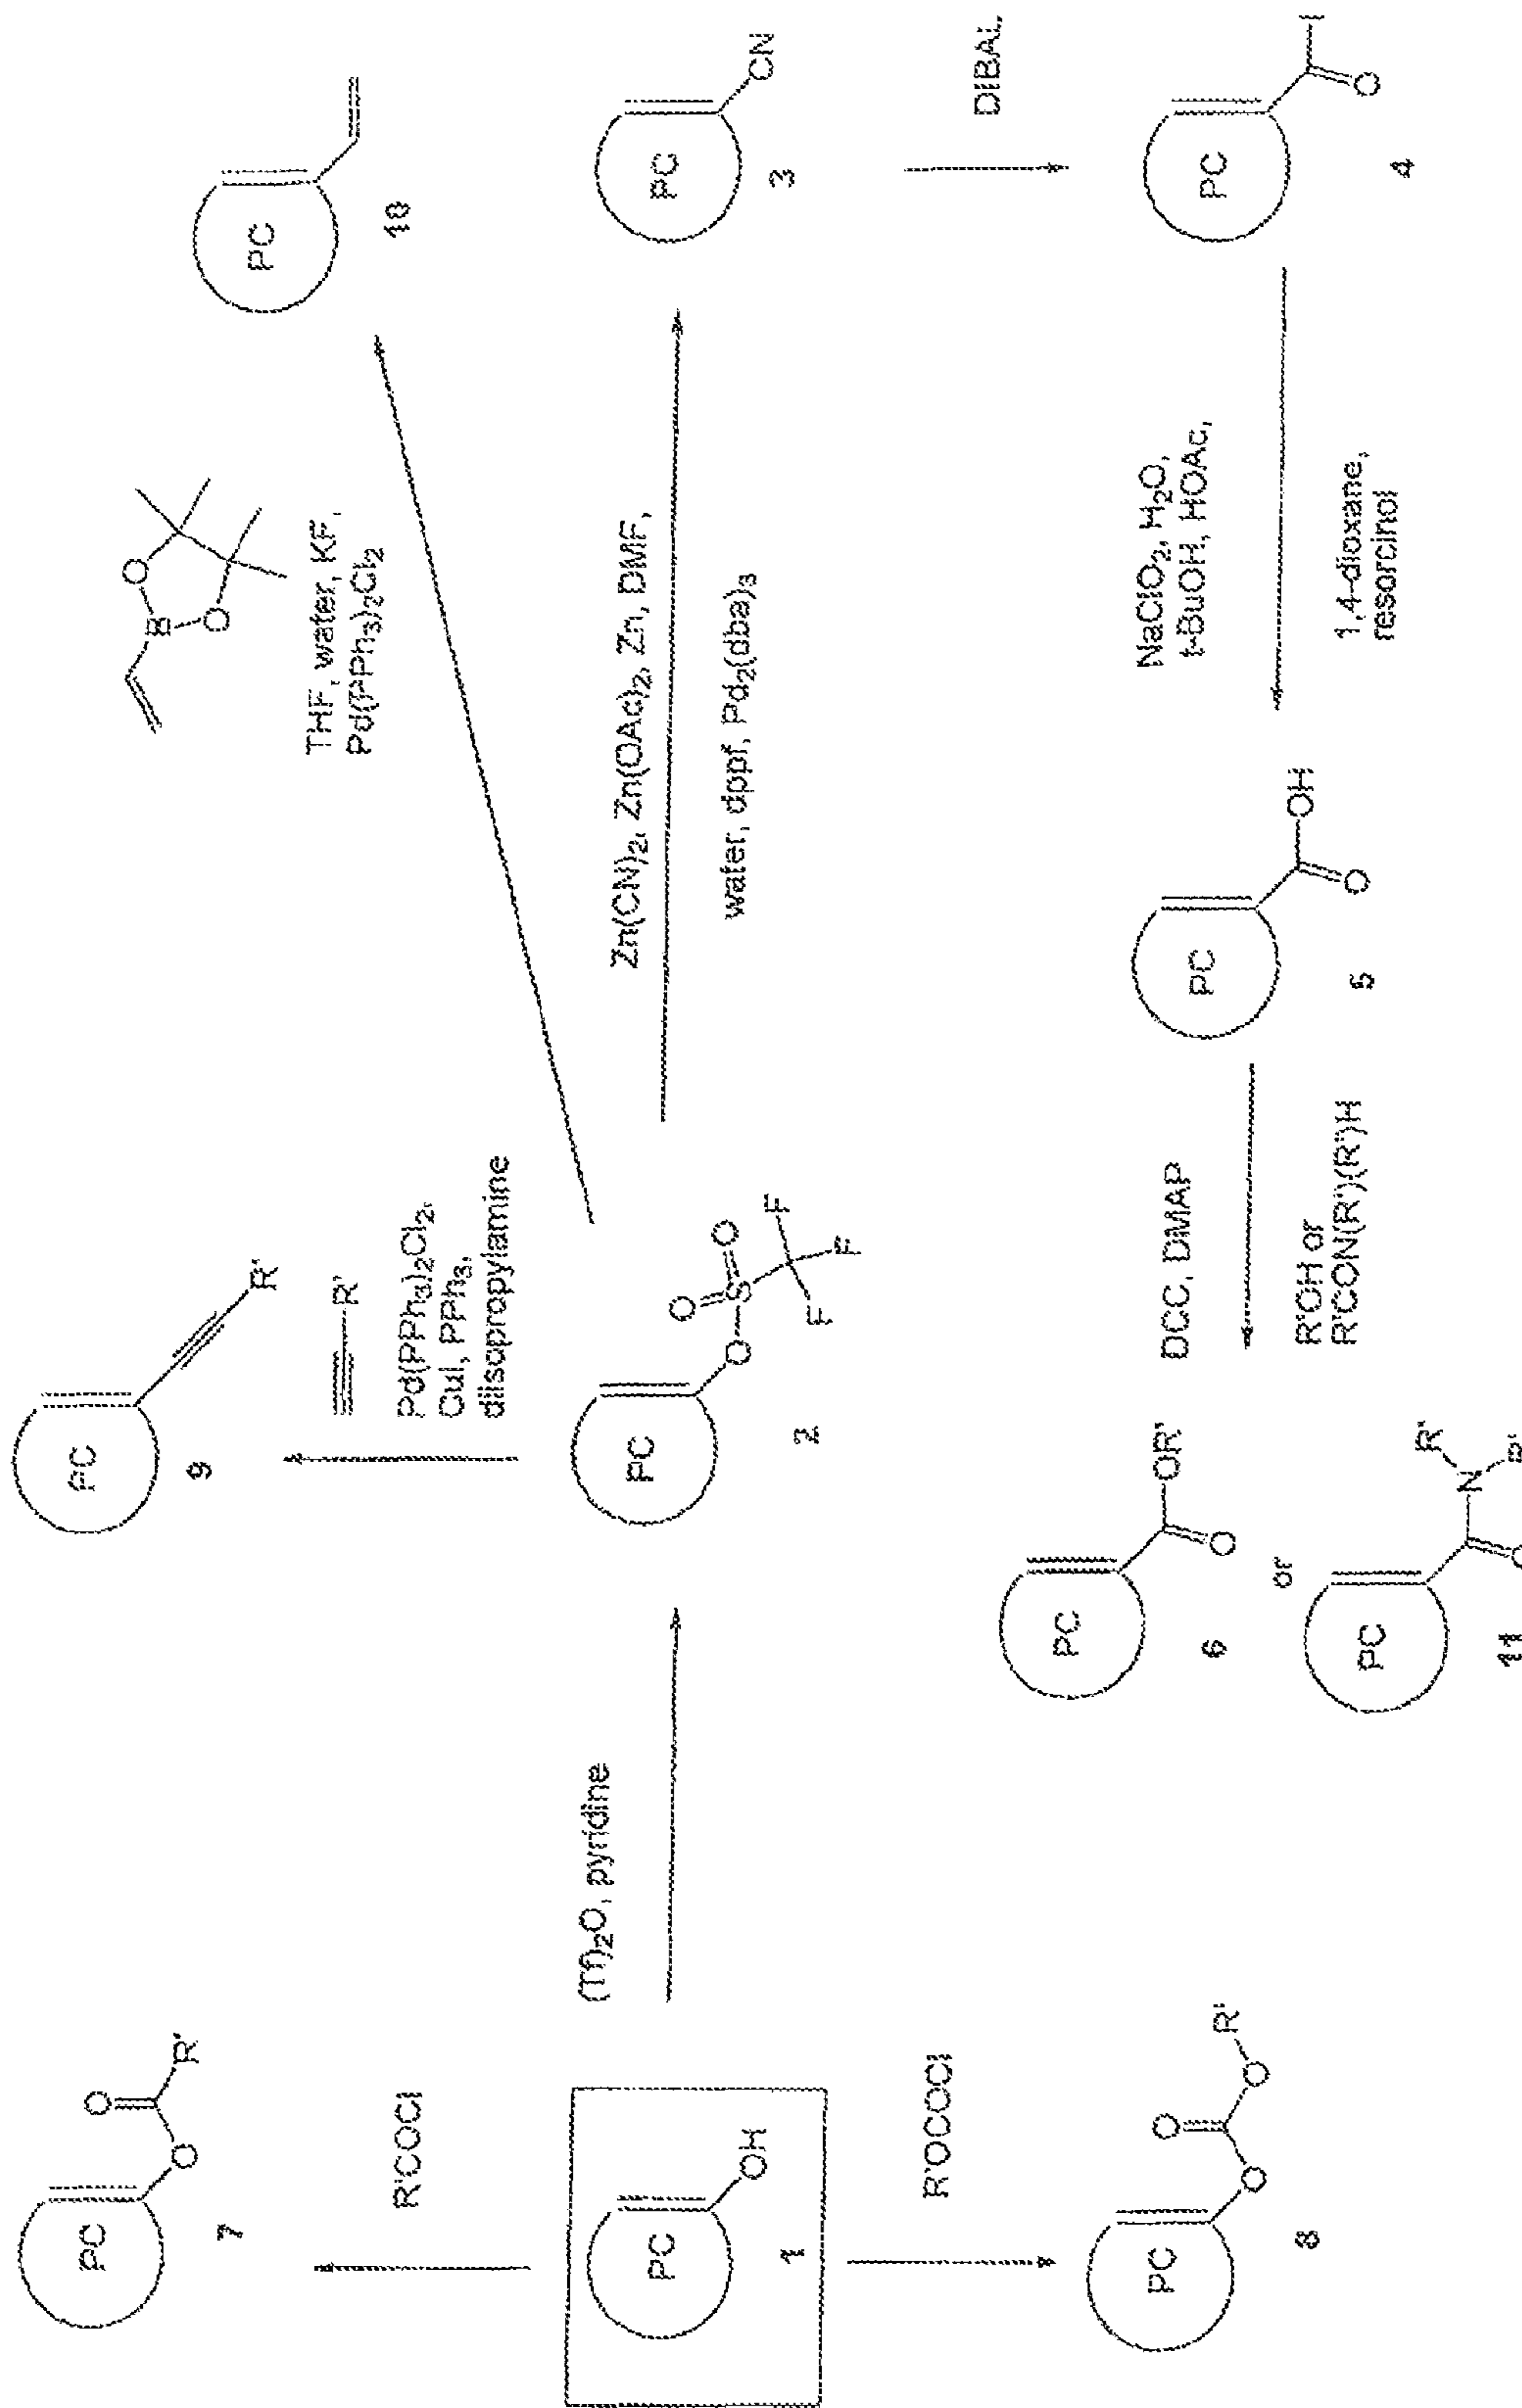 PC
O
O
R'
7
R'COCl
PC
OH
1
R'OCOCl
PC
O
O
O
R'
8
(Tf)₂O, pyridine
PC
R'
9
R'
Pd(PPh₃)₂Cl₂,
CuI, PPh₃,
diisopropylamine
PC
O
S
O
O
F
F
F
2
B
O
O
THF, water, KF,
Pd(PPh₃)₂Cl₂
PC
10
Zn(CN)₂, Zn(OAc)₂, Zn, DMF,
water, dppf, Pd₂(dba)₃
PC
CN
3
DIBAL
PC
O
4
NaClO₂, H₂O,
t-BuOH, HOAc,
1,4-dioxane,
resorcinol
PC
OH
O
5
DCC, DMAP
R'OH or
R'CON(R')(R')H
PC
OR'
O
6
or
PC
N
R'
R'
O
11